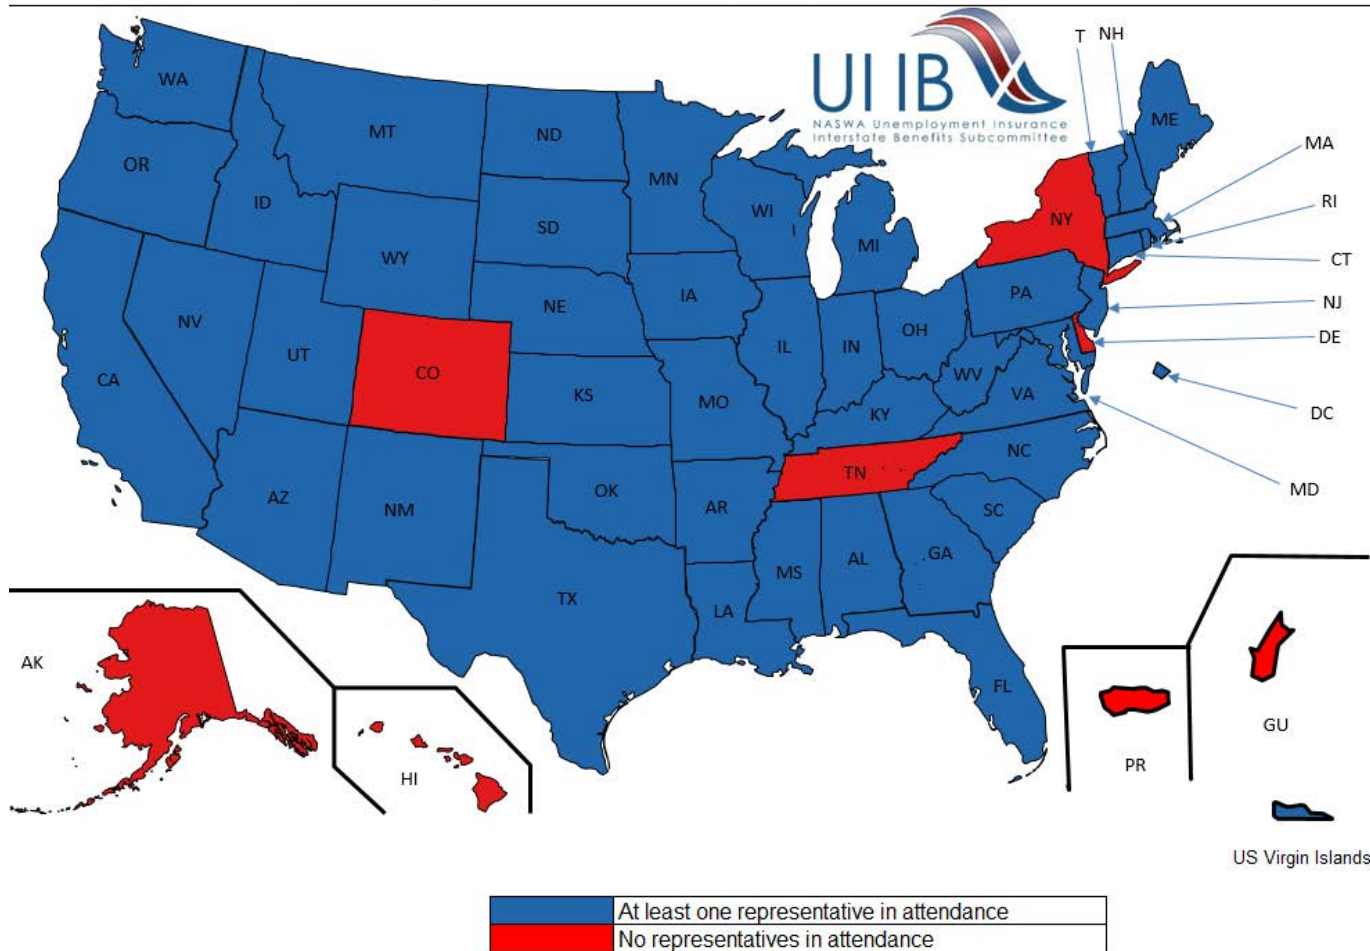 T NH
UI IB
NASWA Unemployment Insurance
Interstate Benefits Subcommittee
WA
MT
ND
ME
OR
MN
MA
ID
SD
WI
RI
NY
WY
MI
CT
NE
IA
PA
NJ
NV
UT
IL
IN
OH
DE
CA
CO
KS
MO
WV
VA
KY
DC
NC
TN
AZ
NM
OK
AR
SC
MD
MS
AL
GA
TX
LA
AK
FL
GU
PR
HI
US Virgin Islands
At least one representative in attendance
No representatives in attendance